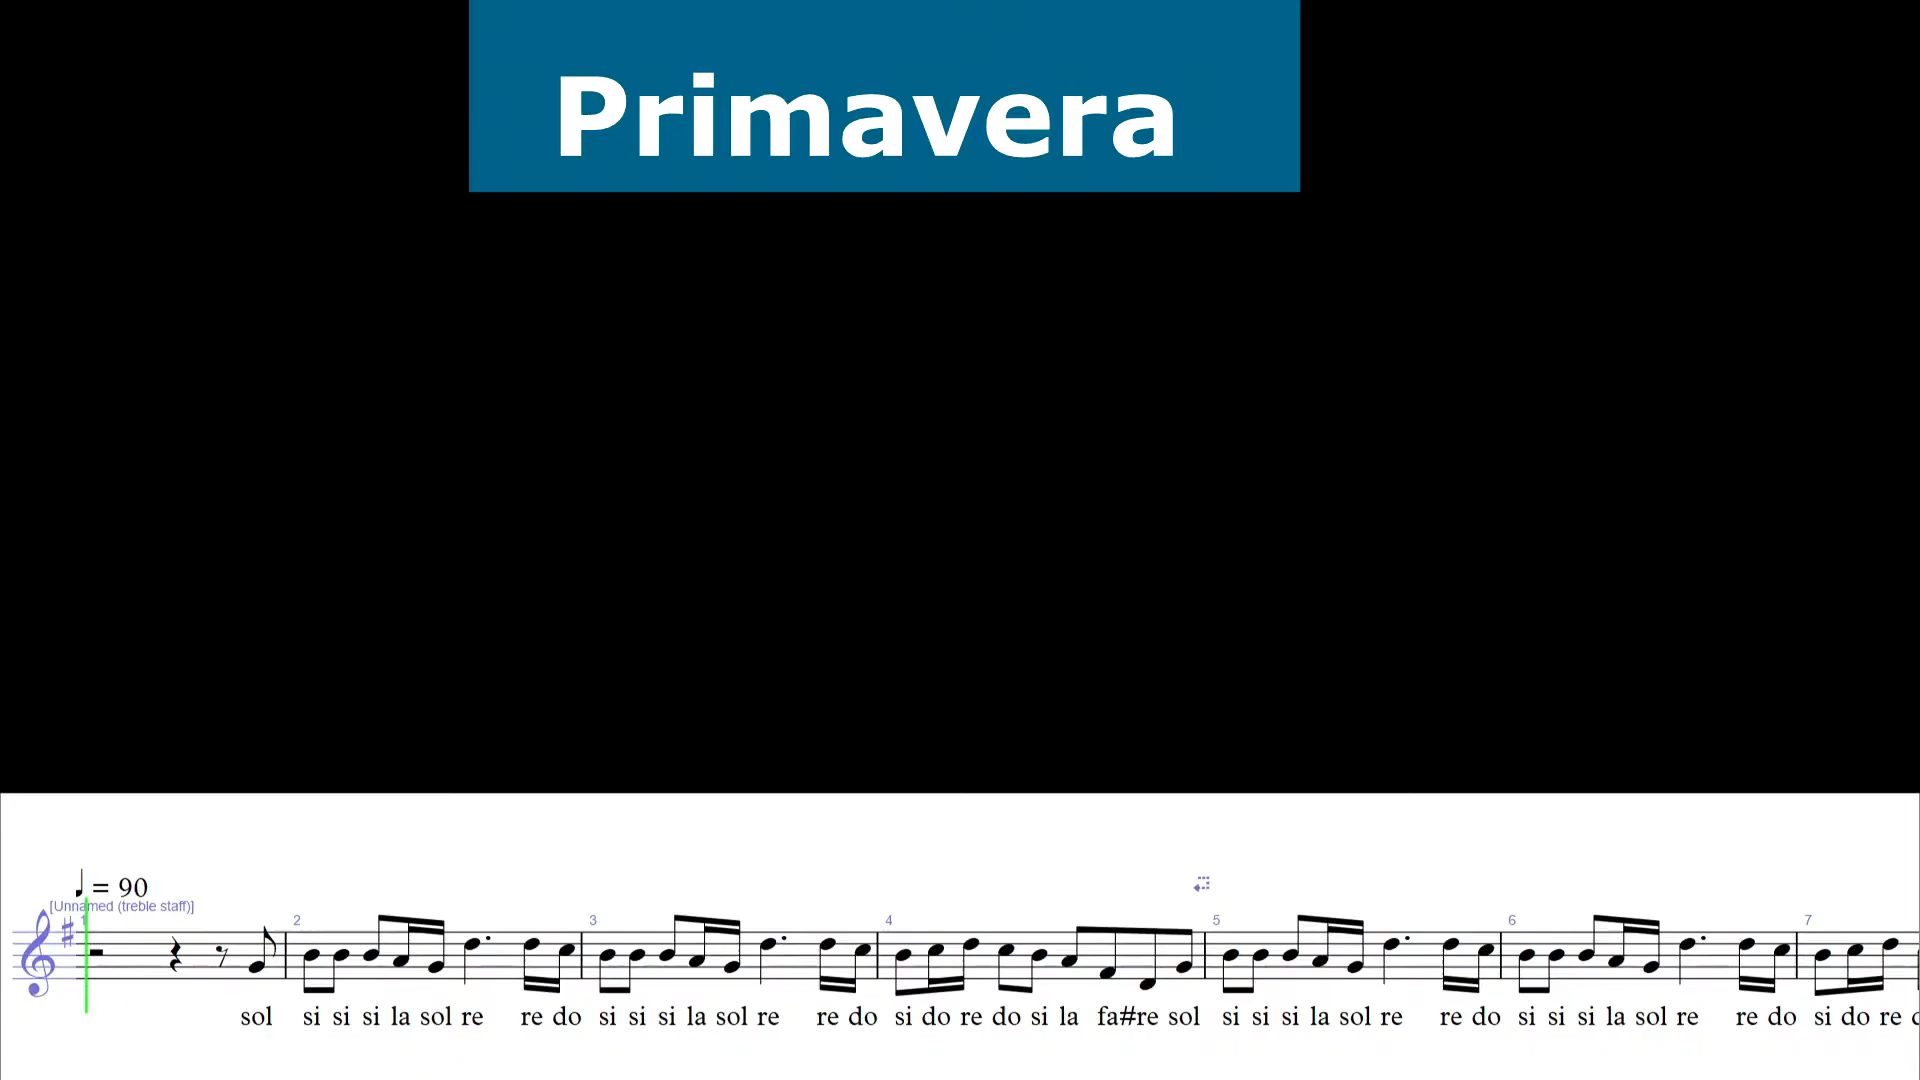 Primavera
♩ = 90
[Unnamed (treble staff)]
1 2 3 4 5 6 7
sol si si si la sol re re do si si si la sol re re do si do re do si la fa#re sol si si si la sol re re do si si si la sol re re do si do re